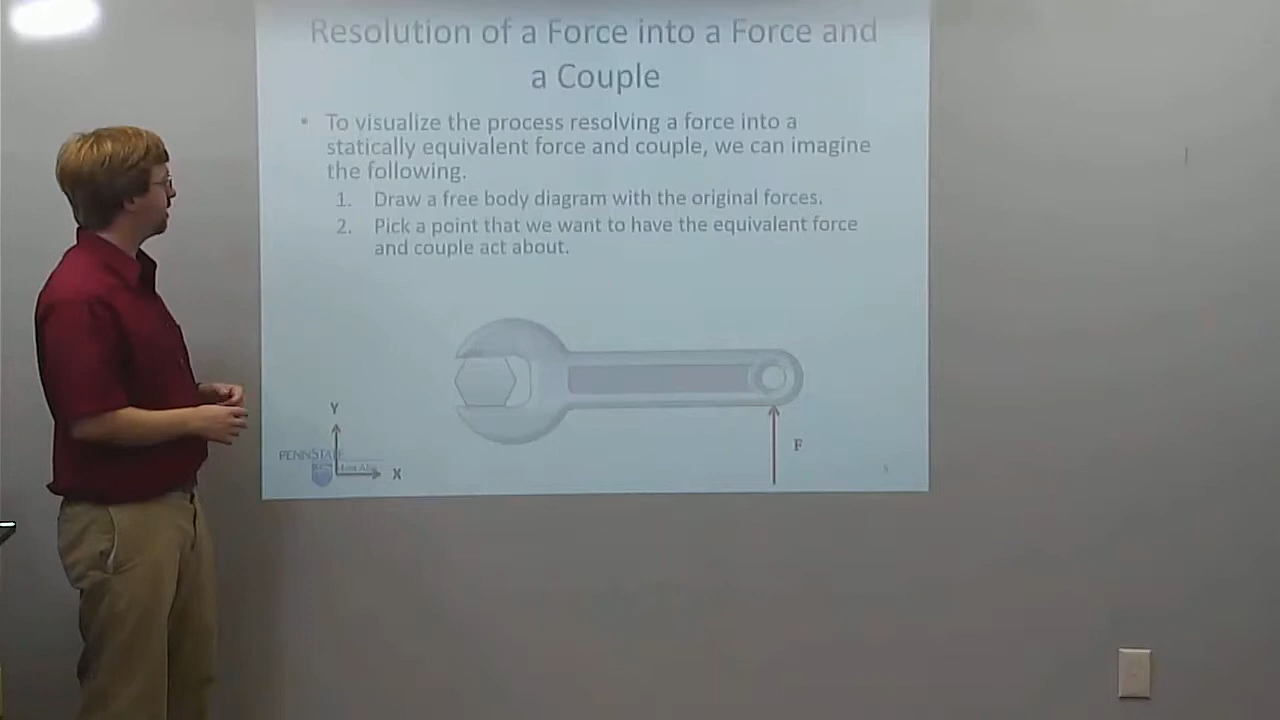 Resolution of a Force into a Force and
a Couple
• To visualize the process resolving a force into a
statically equivalent force and couple, we can imagine
the following.
1. Draw a free body diagram with the original forces.
2. Pick a point that we want to have the equivalent force
and couple act about.
Y
F
PENNSTATE
X